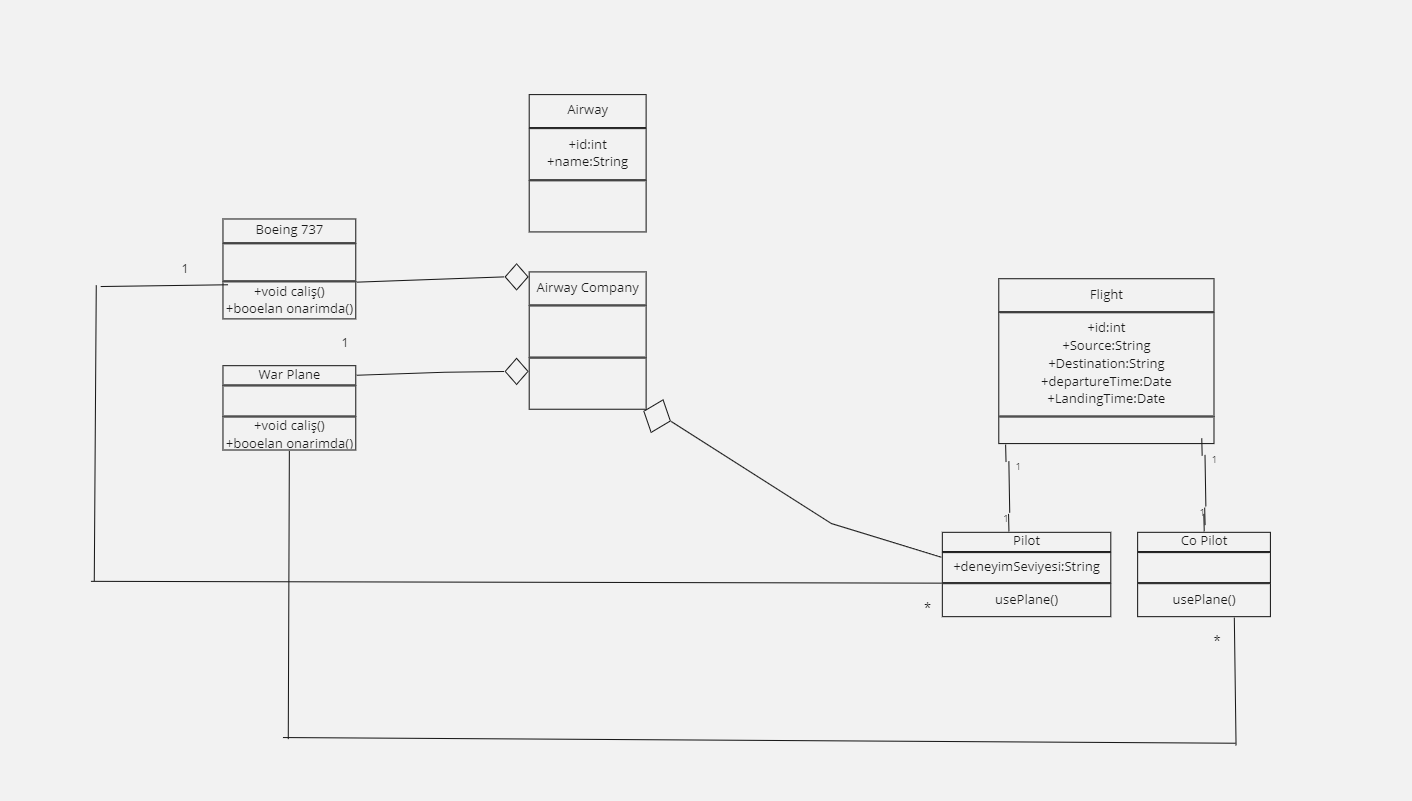 Airway
+id:int
+name:String
Boeing 737
+void caliş()
+booelan onarimda()
1
Airway Company
1
War Plane
+void caliş()
+booelan onarimda()
Flight
+id:int
+Source:String
+Destination:String
+departureTime:Date
+LandingTime:Date
1
1
1
1
Pilot
+deneyimSeviyesi:String
usePlane()
*
Co Pilot
usePlane()
*